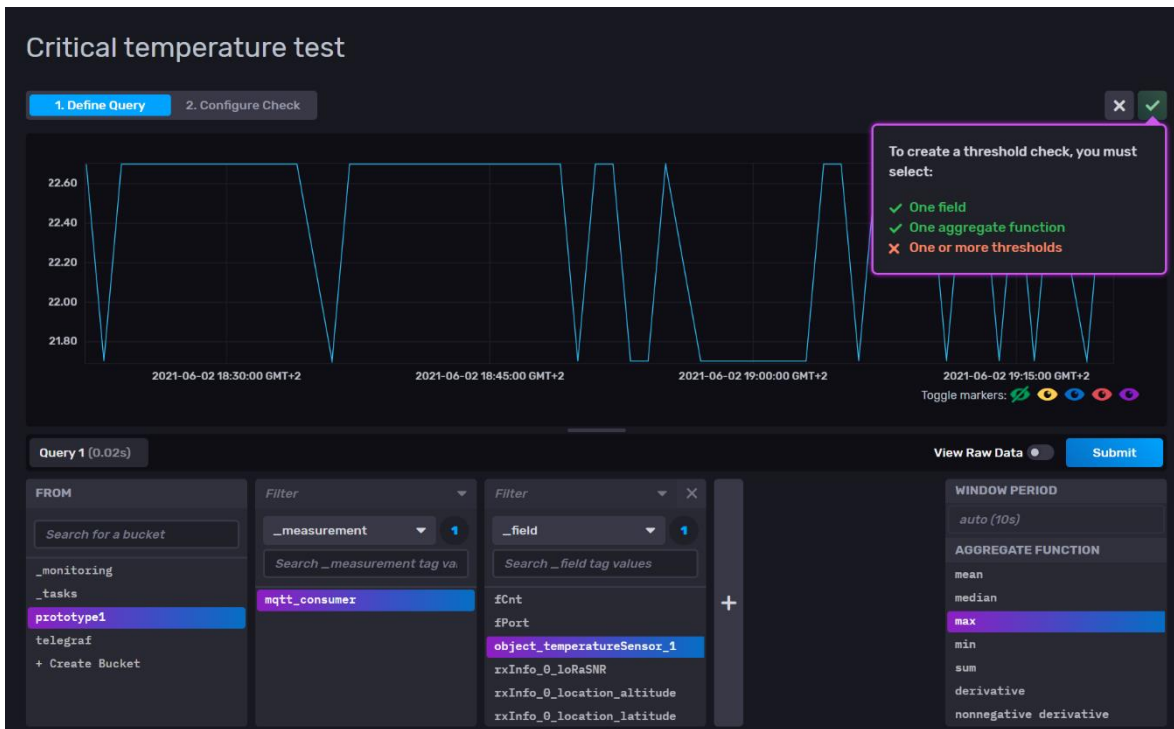 Critical temperature test
1. Define Query
2. Configure Check
To create a threshold check, you must
select:
One field
One aggregate function
One or more thresholds
22.60
22.40
22.20
22.00
21.80
2021-06-02 18:30:00 GMT+2
2021-06-02 18:45:00 GMT+2
2021-06-02 19:00:00 GMT+2
2021-06-02 19:15:00 GMT+2
Toggle markers:
Query 1 (0.02s)
View Raw Data
Submit
FROM
Search for a bucket
_monitoring
_tasks
prototype1
telegraf
+ Create Bucket
Filter
_measurement
1
Search _measurement tag va
mqtt_consumer
Filter
_field
1
Search _field tag values
fCnt
fPort
object_temperatureSensor_1
rxInfo_0_loRaSNR
rxInfo_0_location_altitude
rxInfo_0_location_latitude
WINDOW PERIOD
auto (10s)
AGGREGATE FUNCTION
mean
median
max
min
sum
derivative
nonnegative derivative